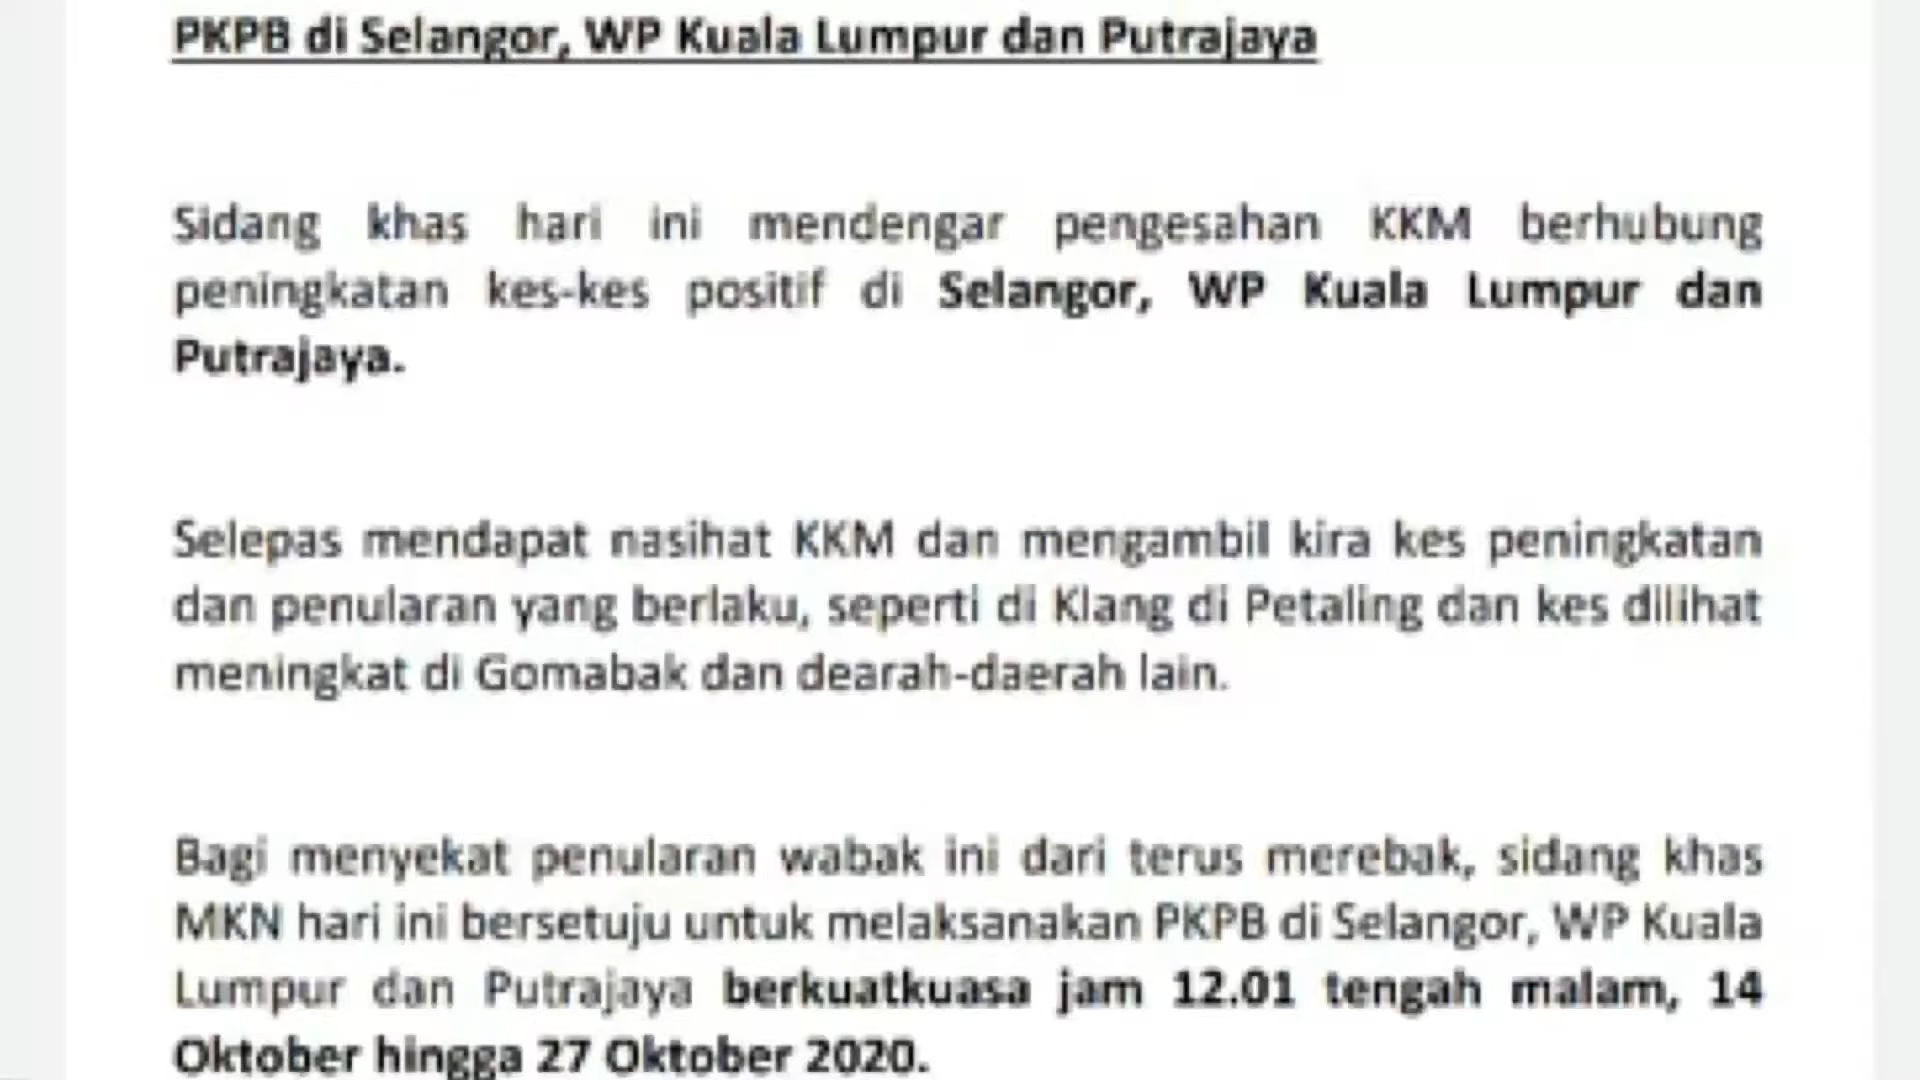 PKPB di Selangor, WP Kuala Lumpur dan Putrajaya
Sidang khas hari ini mendengar pengesahan KKM berhubung
peningkatan kes-kes positif di Selangor, WP Kuala Lumpur dan
Putrajaya.
Selepas mendapat nasihat KKM dan mengambil kira kes peningkatan
dan penularan yang berlaku, seperti di Klang di Petaling dan kes dilihat
meningkat di Gomabak dan dearah-daerah lain.
Bagi menyekat penularan wabak ini dari terus merebak, sidang khas
MKN hari ini bersetuju untuk melaksanakan PKPB di Selangor, WP Kuala
Lumpur dan Putrajaya berkuatkuasa jam 12.01 tengah malam, 14
Oktober hingga 27 Oktober 2020.